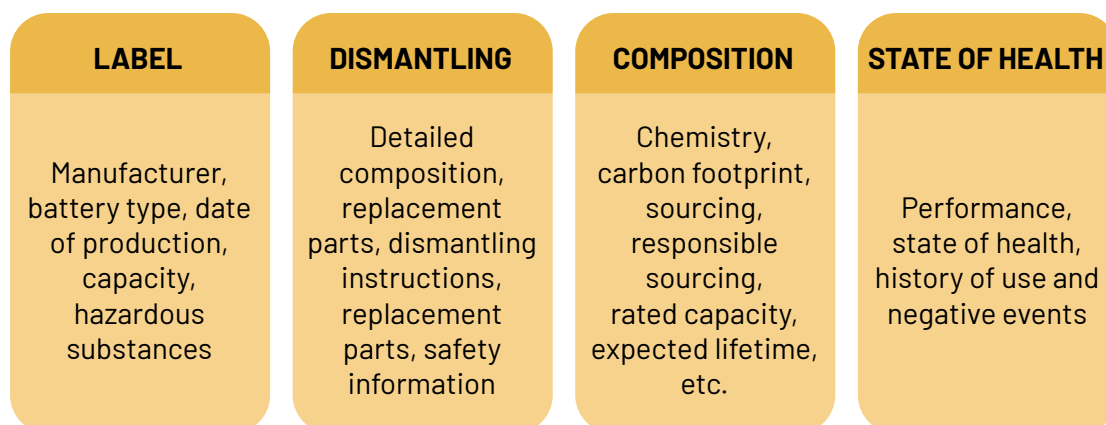 LABEL
Manufacturer,
battery type, date
of production,
capacity,
hazardous
substances
DISMANTLING
Detailed
composition,
replacement
parts, dismantling
instructions,
replacement
parts, safety
information
COMPOSITION
Chemistry,
carbon footprint,
sourcing,
responsible
sourcing,
rated capacity,
expected lifetime,
etc.
STATE OF HEALTH
Performance,
state of health,
history of use and
negative events